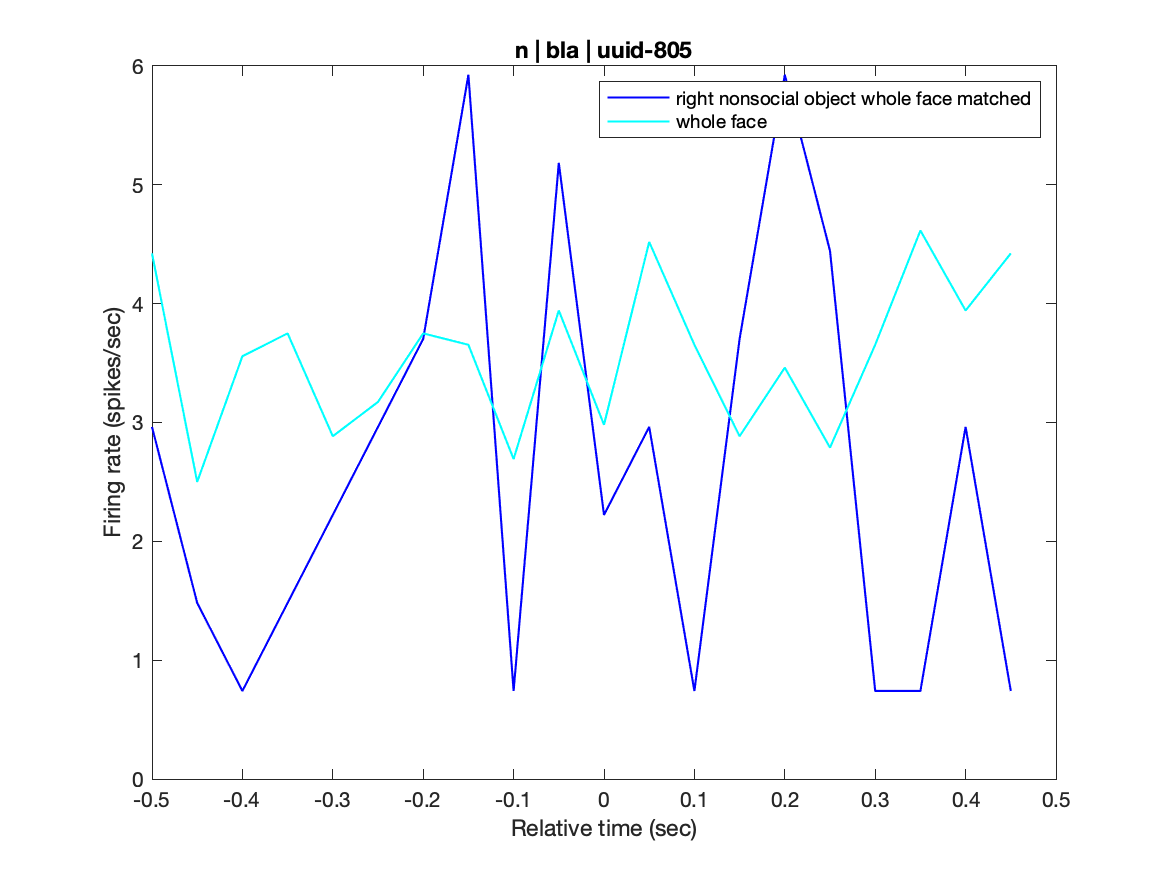 n | bla | uuid-805
right nonsocial object whole face matched
whole face
6
5
4
3
2
1
0
Firing rate (spikes/sec)
-0.5 -0.4 -0.3 -0.2 -0.1 0 0.1 0.2 0.3 0.4 0.5
Relative time (sec)